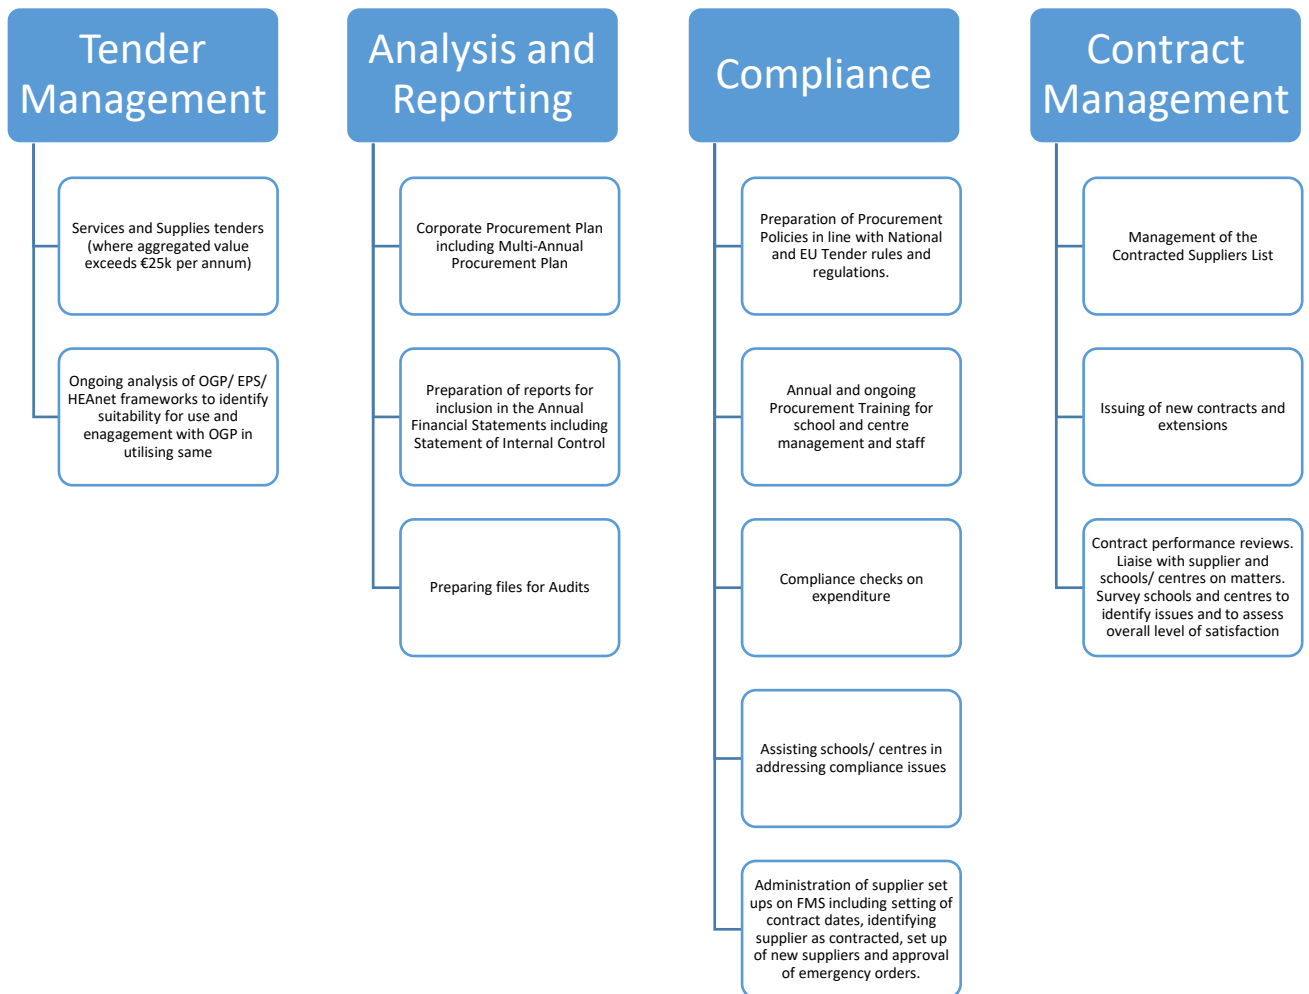 Tender
Management
Services and Supplies tenders
(where aggregated value
exceeds €25k per annum)
Ongoing analysis of OGP/ EPS/
HEAnet frameworks to identify
suitability for use and
enagagement with OGP in
utilising same
Analysis and
Reporting
Corporate Procurement Plan
including Multi-Annual
Procurement Plan
Preparation of reports for
inclusion in the Annual
Financial Statements including
Statement of Internal Control
Preparing files for Audits
Compliance
Preparation of Procurement
Policies in line with National
and EU Tender rules and
regulations.
Annual and ongoing
Procurement Training for
school and centre
management and staff
Compliance checks on
expenditure
Assisting schools/ centres in
addressing compliance issues
Administration of supplier set
ups on FMS including setting of
contract dates, identifying
supplier as contracted, set up
of new suppliers and approval
of emergency orders.
Contract
Management
Management of the
Contracted Suppliers List
Issuing of new contracts and
extensions
Contract performance reviews.
Liaise with supplier and
schools/ centres on matters.
Survey schools and centres to
identify issues and to assess
overall level of satisfaction